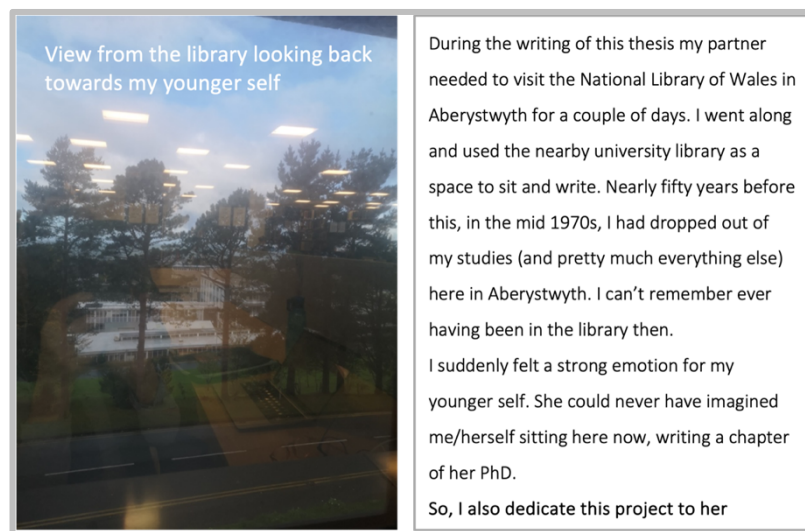 View from the library looking back
towards my younger self
During the writing of this thesis my partner
needed to visit the National Library of Wales in
Aberystwyth for a couple of days. I went along
and used the nearby university library as a
space to sit and write. Nearly fifty years before
this, in the mid 1970s, I had dropped out of
my studies (and pretty much everything else)
here in Aberystwyth. I can’t remember ever
having been in the library then.
I suddenly felt a strong emotion for my
younger self. She could never have imagined
me/herself sitting here now, writing a chapter
of her PhD.
So, I also dedicate this project to her